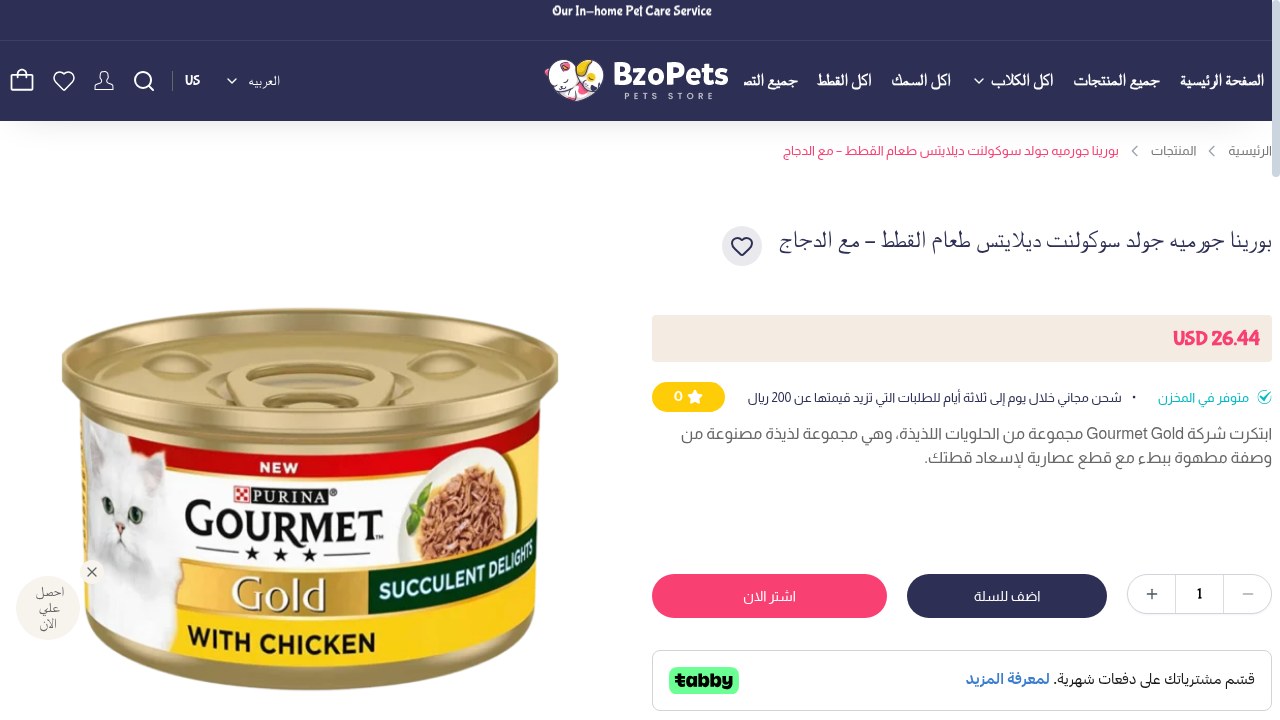 Our In-home Pet Care Service
الصفحة الرئيسية
جميع المنتجات
اكل الكلاب
اكل السمك
اكل القطط
جميع التص
BzoPets
PETS STORE
العربيه
US
الرئيسية
المنتجات
بورينا جورميه جولد سوكولنت ديلايتس طعام القطط – مع الدجاج
بورينا جورميه جولد سوكولنت ديلايتس طعام القطط – مع الدجاج
USD 26.44
متوفر في المخزن
• شحن مجاني خلال يوم إلى ثلاثة أيام للطلبات التي تزيد قيمتها عن 200 ريال
0
ابتكرت شركة Gourmet Gold مجموعة من الحلويات اللذيذة، وهي مجموعة لذيذة مصنوعة من
وصفة مطهوة ببطء مع قطع عصارية لإسعاد قطتك.
1
اضف للسلة
اشتر الان
قسّم مشترياتك على دفعات شهرية. لمعرفة المزيد
tabby
NEW
PURINA®
GOURMET™
Gold
SUCCULENT DELIGHTS
WITH CHICKEN
احصل
علي
الان